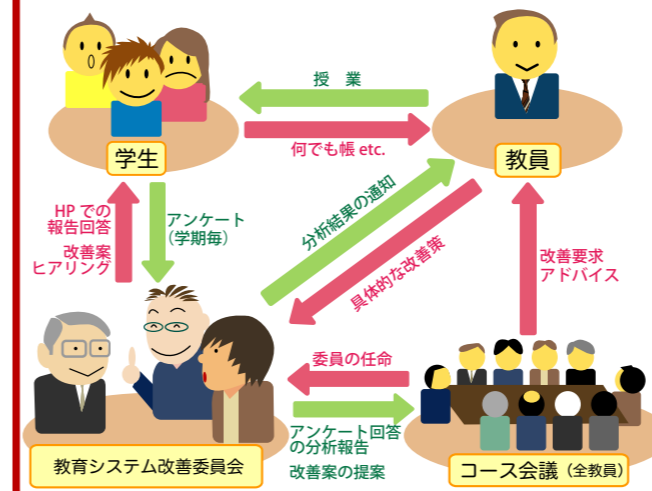 授 業
何でも帳 etc.
学生
教員
HP での
報告回答
改善案
ヒアリング
アンケート
（学期毎）
分析結果の通知
具体的な改善策
改善要求
アドバイス
委員の任命
アンケート回答
の分析報告
改善案の提案
教育システム改善委員会
コース会議（全教員）